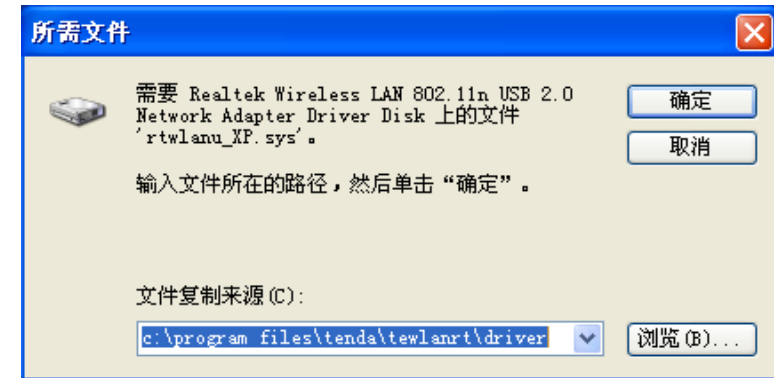 所需文件
需要 Realtek Wireless LAN 802.11n USB 2.0
Network Adapter Driver Disk 上的文件
'rtwlanu_XP.sys'。
输入文件所在的路径，然后单击“确定”。
确定
取消
文件复制来源(C):
c:\program files\tenda\tewlanrt\driver
浏览(B)...